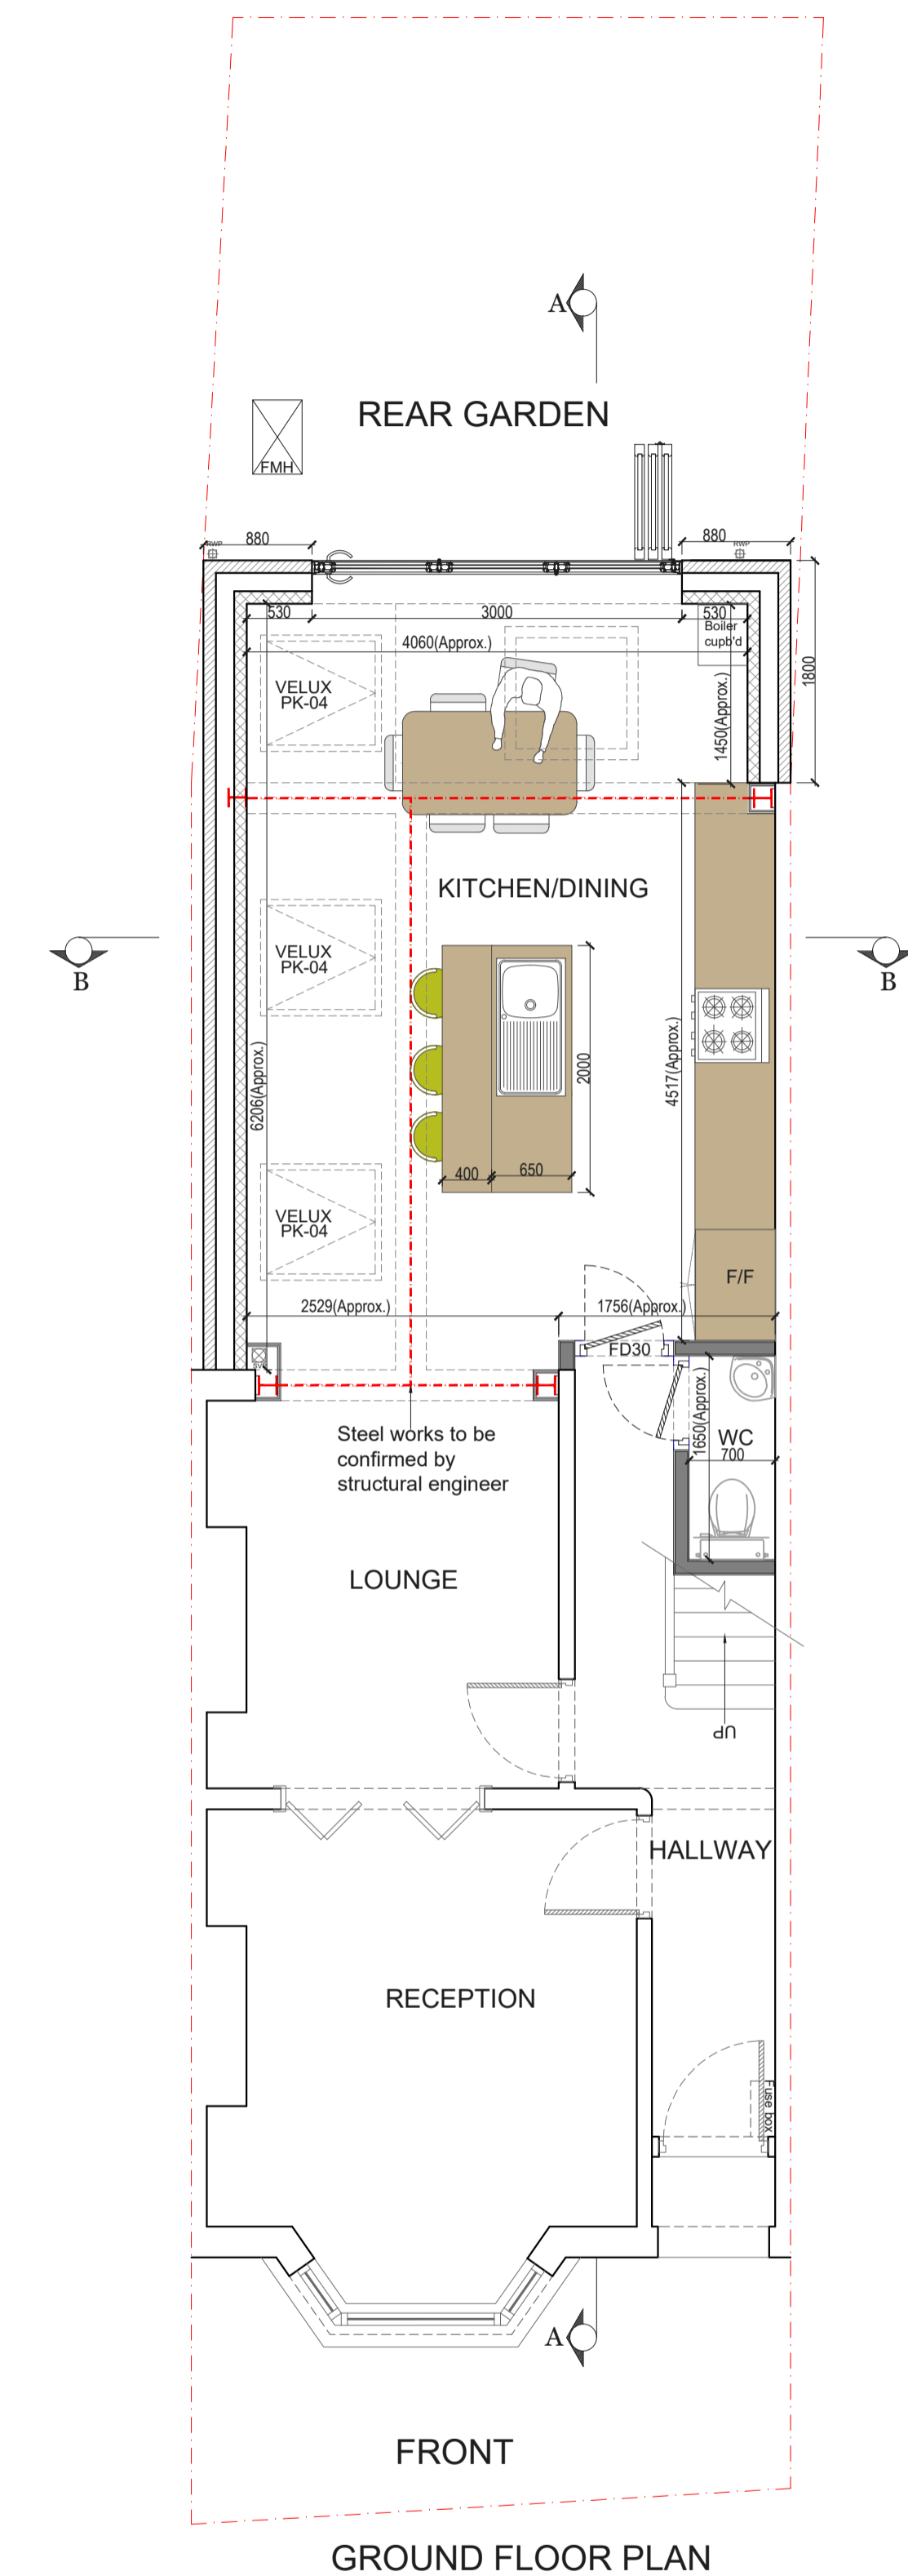 A
REAR GARDEN
FMH
880
RWP
880
RWP
530
3000
530
Boiler
cupb'd
4060(Approx.)
1800
VELUX
PK-04
1450(Approx.)
KITCHEN/DINING
B
VELUX
PK-04
B
6206(Approx.)
4517(Approx.)
2000
400
650
VELUX
PK-04
F/F
2529(Approx.)
1756(Approx.)
FD30
1650(Approx.)
WC
700
Steel works to be
confirmed by
structural engineer
LOUNGE
UP
HALLWAY
RECEPTION
Fuse box
A
FRONT
GROUND FLOOR PLAN